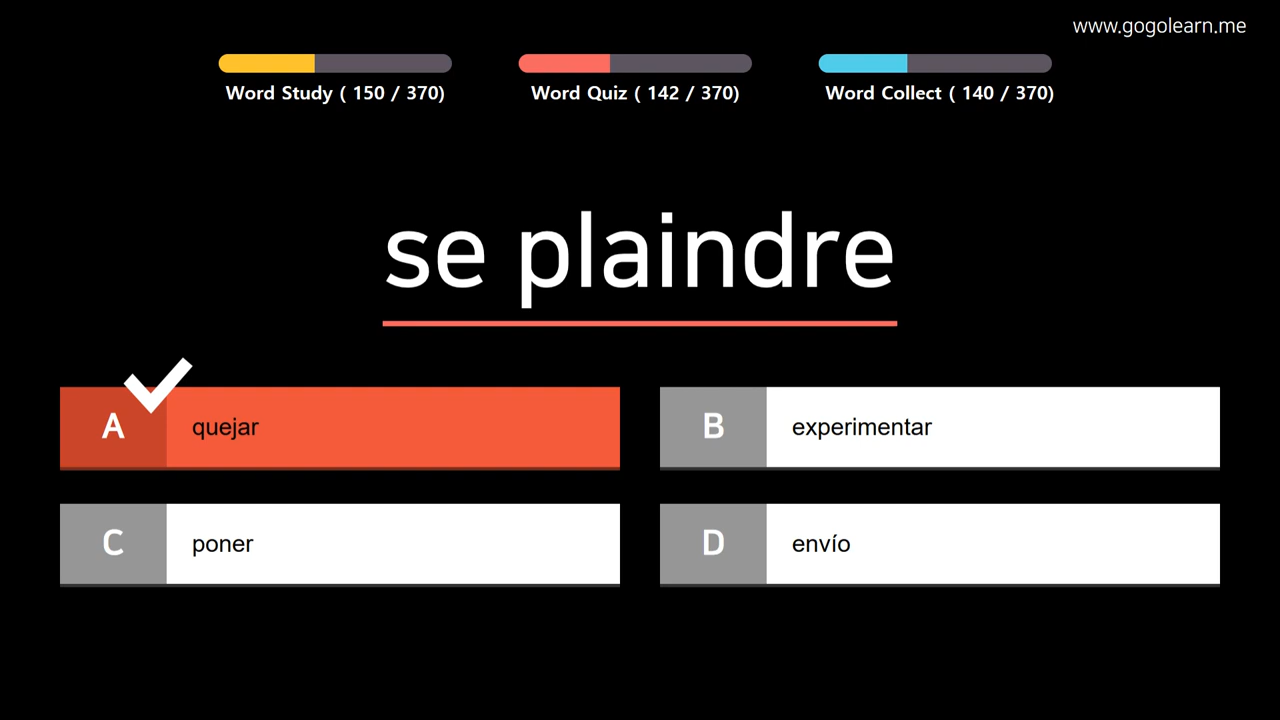 www.gogolearn.me
Word Study ( 150 / 370)
Word Quiz ( 142 / 370)
Word Collect ( 140 / 370)
se plaindre
A quejar
B experimentar
C poner
D envío